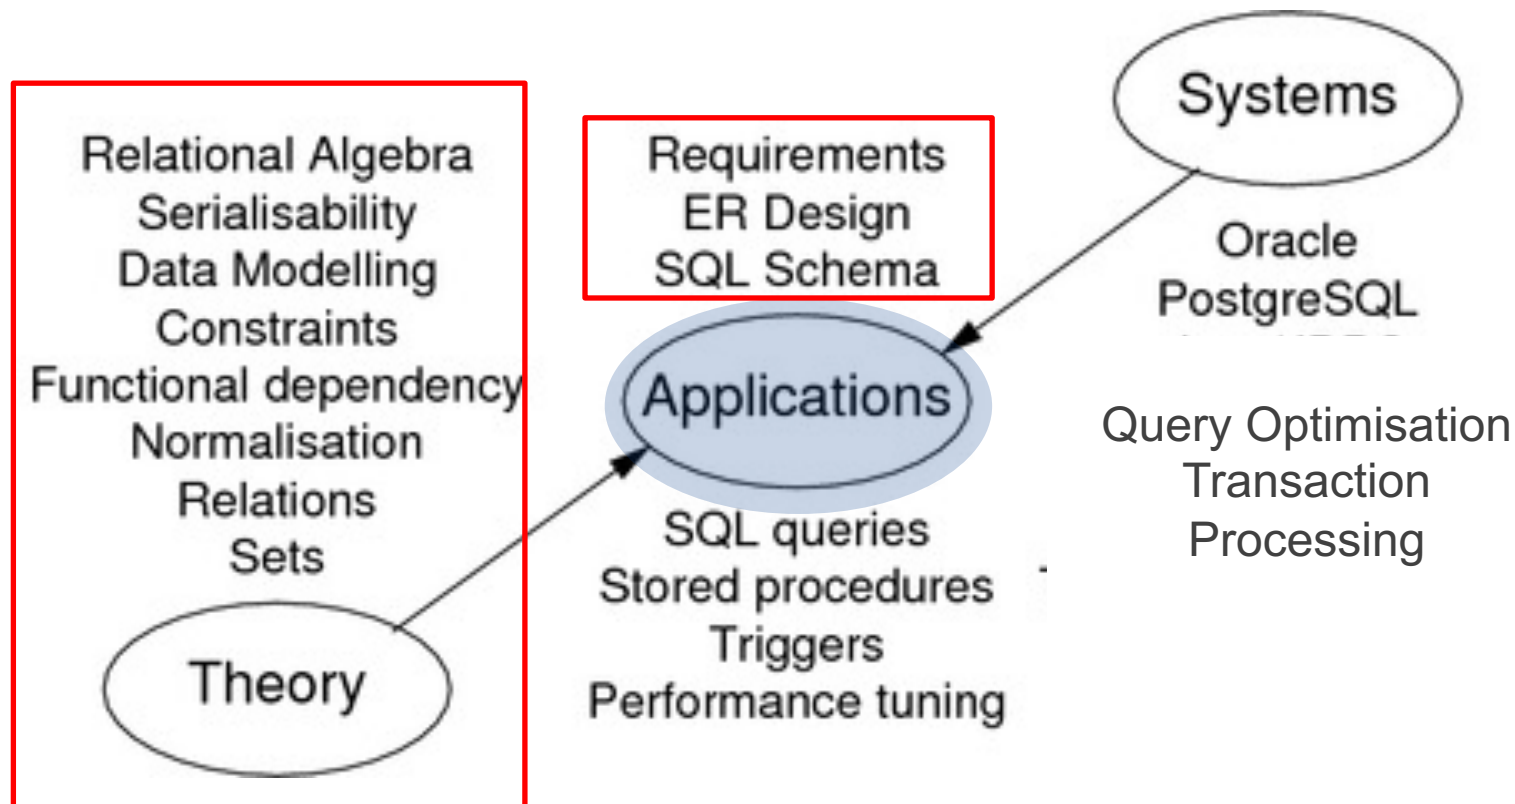 Relational Algebra
Serialisability
Data Modelling
Constraints
Functional dependency
Normalisation
Relations
Sets
Theory
Requirements
ER Design
SQL Schema
Applications
SQL queries
Stored procedures
Triggers
Performance tuning
Systems
Oracle
PostgreSQL
Query Optimisation
Transaction
Processing